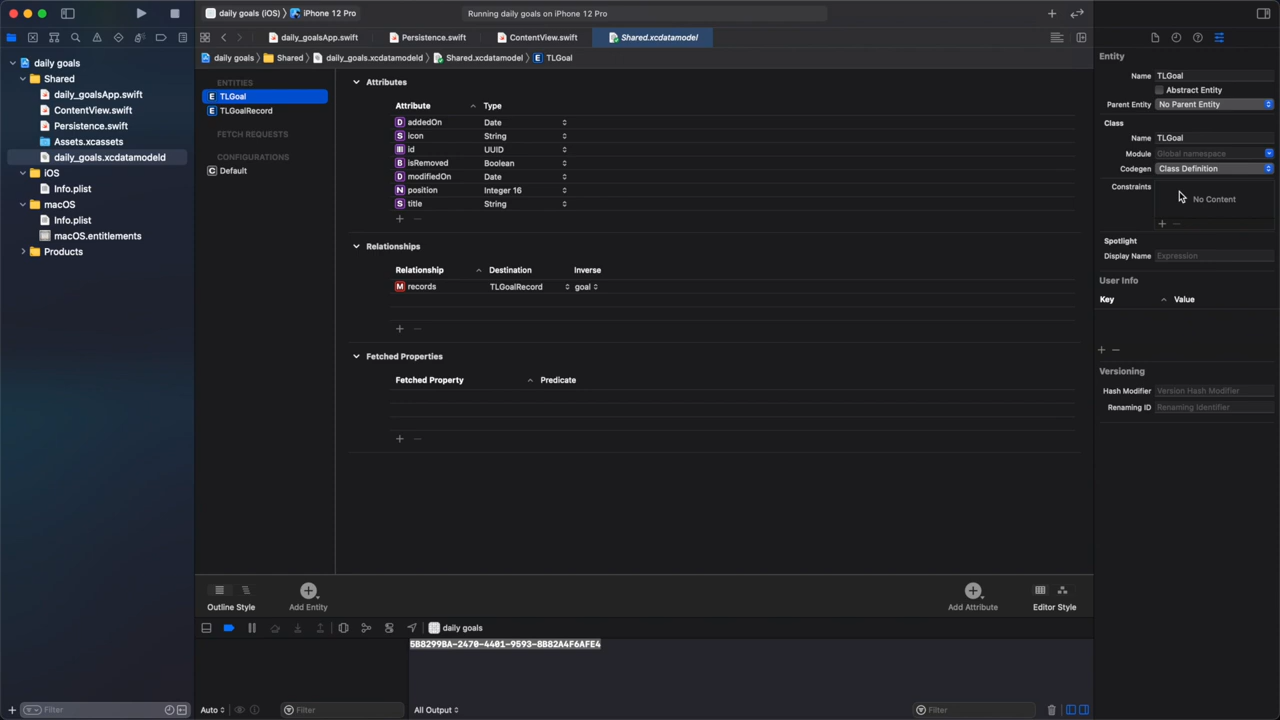 daily goals (iOS) 〉 iPhone 12 Pro
Running daily goals on iPhone 12 Pro
daily_goalsApp.swift
Persistence.swift
ContentView.swift
Shared.xcdatamodel
daily goals
Shared
daily_goalsApp.swift
ContentView.swift
Persistence.swift
Assets.xcassets
daily_goals.xcdatamodeld
iOS
Info.plist
macOS
Info.plist
macOS.entitlements
Products
Filter
daily goals 〉 Shared 〉 daily_goals.xcdatamodeld 〉 Shared.xcdatamodel 〉 E TLGoal
ENTITIES
E TLGoal
E TLGoalRecord
FETCH REQUESTS
CONFIGURATIONS
C Default
Attributes
Attribute Type
D addedOn Date
S icon String
id UUID
B isRemoved Boolean
D modifiedOn Date
N position Integer 16
S title String
Relationships
Relationship Destination Inverse
M records TLGoalRecord goal
Fetched Properties
Fetched Property Predicate
Outline Style
Add Entity
Add Attribute
Editor Style
daily goals
5B8299BA-2470-4401-9593-8B82A4F6AFE4
Auto
Filter
All Output
Filter
Entity
Name TLGoal
Abstract Entity
Parent Entity No Parent Entity
Class
Name TLGoal
Module Global namespace
Codegen Class Definition
Constraints
No Content
Spotlight
Display Name Expression
User Info
Key Value
Versioning
Hash Modifier Version Hash Modifier
Renaming ID Renaming Identifier